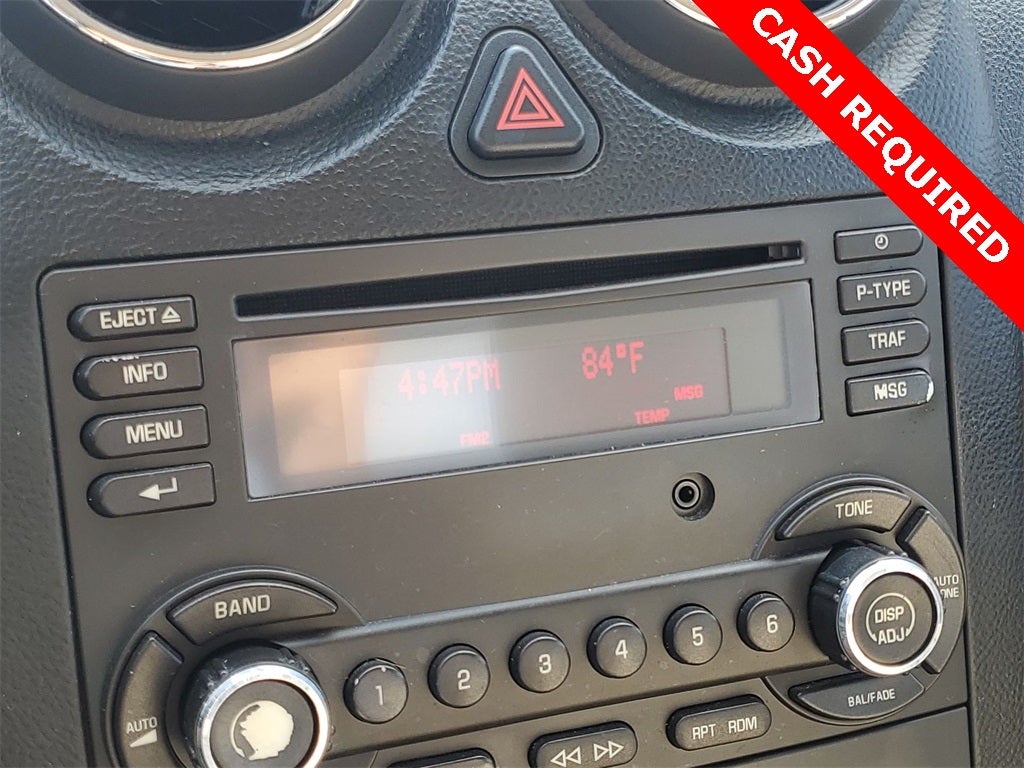 CASH REQUIRED
EJECT
INFO
MENU
P-TYPE
TRAF
MSG
4:47PM
84°F
MSG
TEMP
FM2
TONE
BAND
DISP
ADJ
1
2
3
4
5
6
AUTO
BAL/FADE
RPT RDM